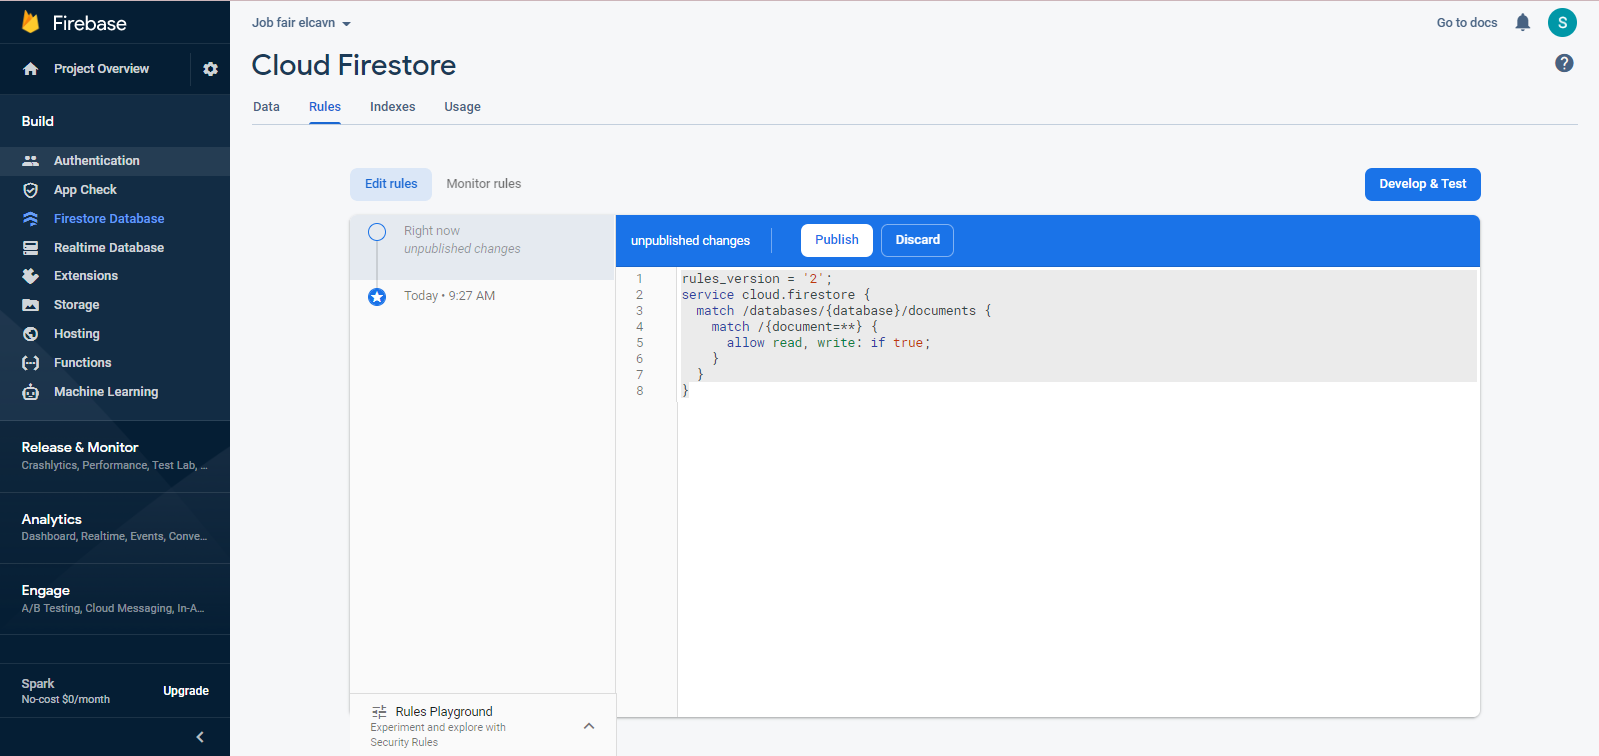 Firebase
Project Overview
Build
Authentication
App Check
Firestore Database
Realtime Database
Extensions
Storage
Hosting
Functions
Machine Learning
Release & Monitor
Crashlytics, Performance, Test Lab, ...
Analytics
Dashboard, Realtime, Events, Conve...
Engage
A/B Testing, Cloud Messaging, In-A...
Spark
No-cost $0/month
Upgrade
Job fair elcavn
Go to docs
S
Cloud Firestore
?
Data Rules Indexes Usage
Edit rules Monitor rules
Develop & Test
Right now
unpublished changes
Today • 9:27 AM
unpublished changes Publish Discard
1 rules_version = '2';
2 service cloud.firestore {
3 match /databases/{database}/documents {
4 match /{document=**} {
5 allow read, write: if true;
6 }
7 }
8 }
Rules Playground
Experiment and explore with
Security Rules